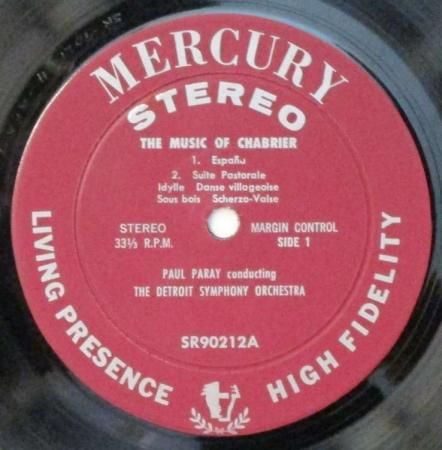 MERCURY
STEREO
THE MUSIC OF CHABRIER
1. España
2. Suite Pastorale
Idylle Danse villageoise
Sous bois Scherzo-Valse
STEREO
33⅓ R.P.M.
MARGIN CONTROL
SIDE 1
PAUL PARAY conducting
THE DETROIT SYMPHONY ORCHESTRA
SR90212A
LIVING PRESENCE
HIGH FIDELITY